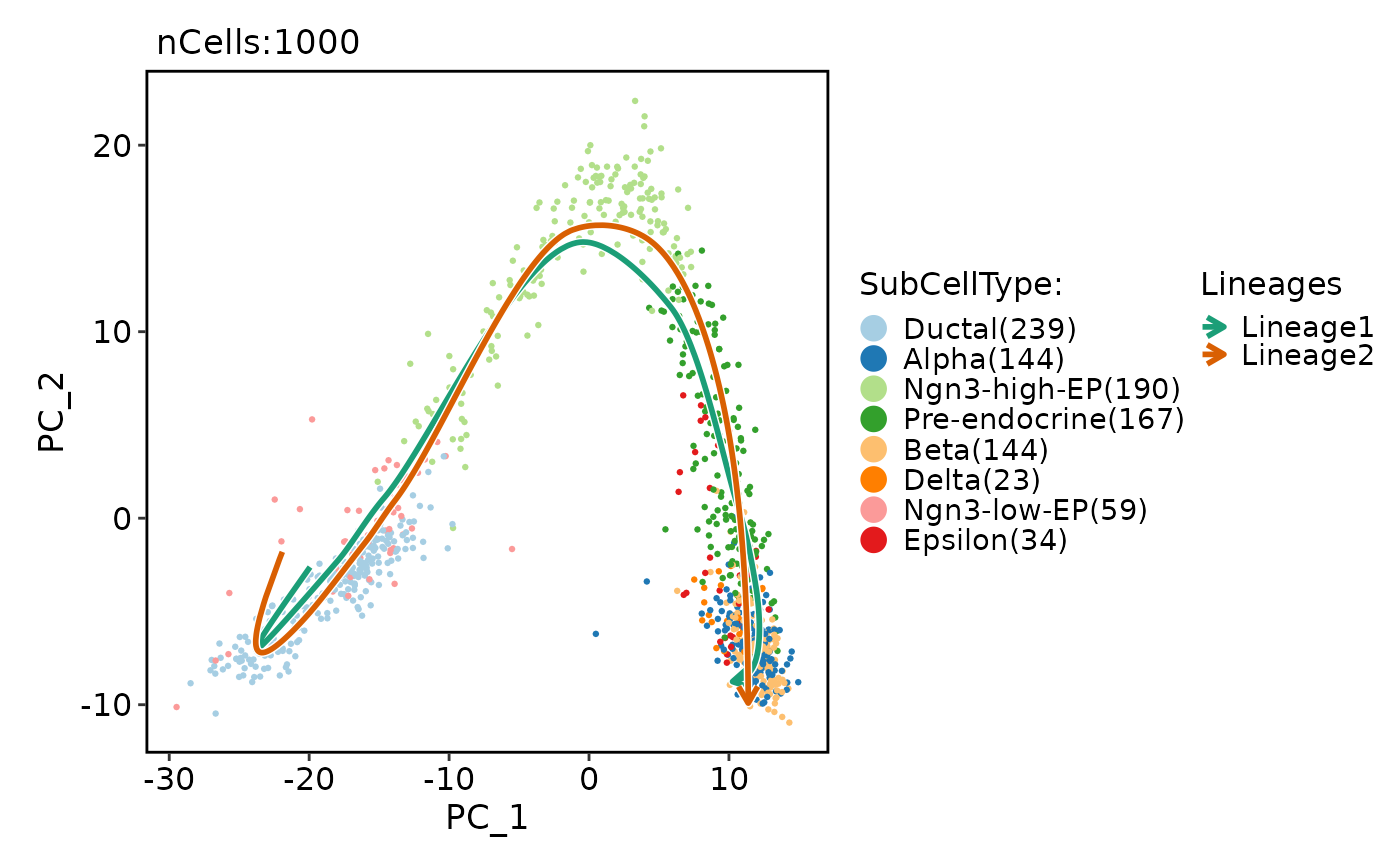 nCells:1000
20
10
0
-10
PC_2
-30 -20 -10 0 10
PC_1
SubCellType:
Ductal(239)
Alpha(144)
Ngn3-high-EP(190)
Pre-endocrine(167)
Beta(144)
Delta(23)
Ngn3-low-EP(59)
Epsilon(34)
Lineages
Lineage1
Lineage2